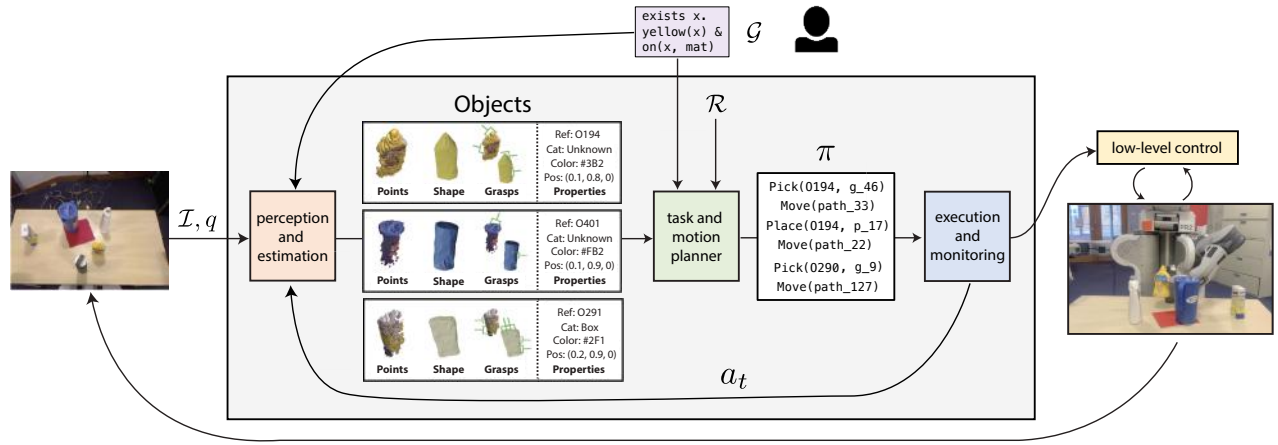 exists x.
yellow(x) &
on(x, mat)
𝒢
Objects
ℛ
π
Points
Shape
Grasps
Ref: O194
Cat: Unknown
Color: #3B2
Pos: (0.1, 0.8, 0)
Properties
Points
Shape
Grasps
Ref: O401
Cat: Unknown
Color: #FB2
Pos: (0.1, 0.9, 0)
Properties
Points
Shape
Grasps
Ref: O291
Cat: Box
Color: #2F1
Pos: (0.2, 0.9, 0)
Properties
ℐ, q
perception
and
estimation
task and
motion
planner
Pick(O194, g_46)
Move(path_33)
Place(O194, p_17)
Move(path_22)
Pick(O290, g_9)
Move(path_127)
execution
and
monitoring
low-level control
a_t